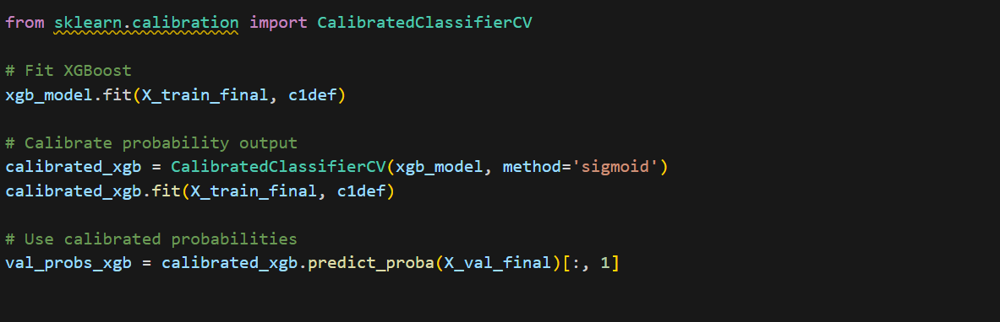 from sklearn.calibration import CalibratedClassifierCV
# Fit XGBoost
xgb_model.fit(X_train_final, c1def)
# Calibrate probability output
calibrated_xgb = CalibratedClassifierCV(xgb_model, method='sigmoid')
calibrated_xgb.fit(X_train_final, c1def)
# Use calibrated probabilities
val_probs_xgb = calibrated_xgb.predict_proba(X_val_final)[:, 1]